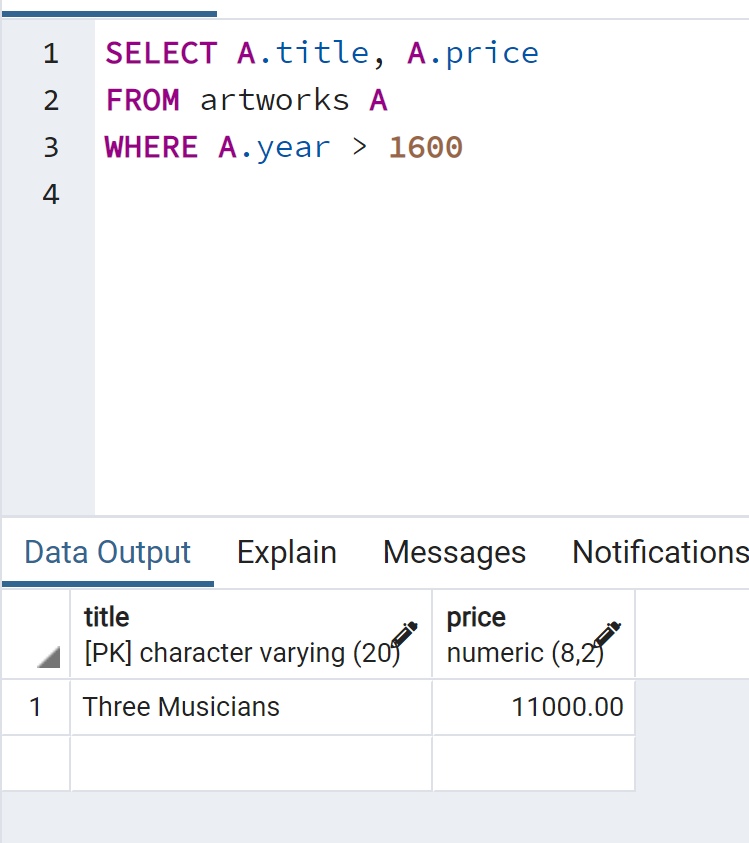 1 SELECT A.title, A.price
2 FROM artworks A
3 WHERE A.year > 1600
4
Data Output Explain Messages Notifications
title price
[PK] character varying (20) numeric (8,2)
1 Three Musicians 11000.00